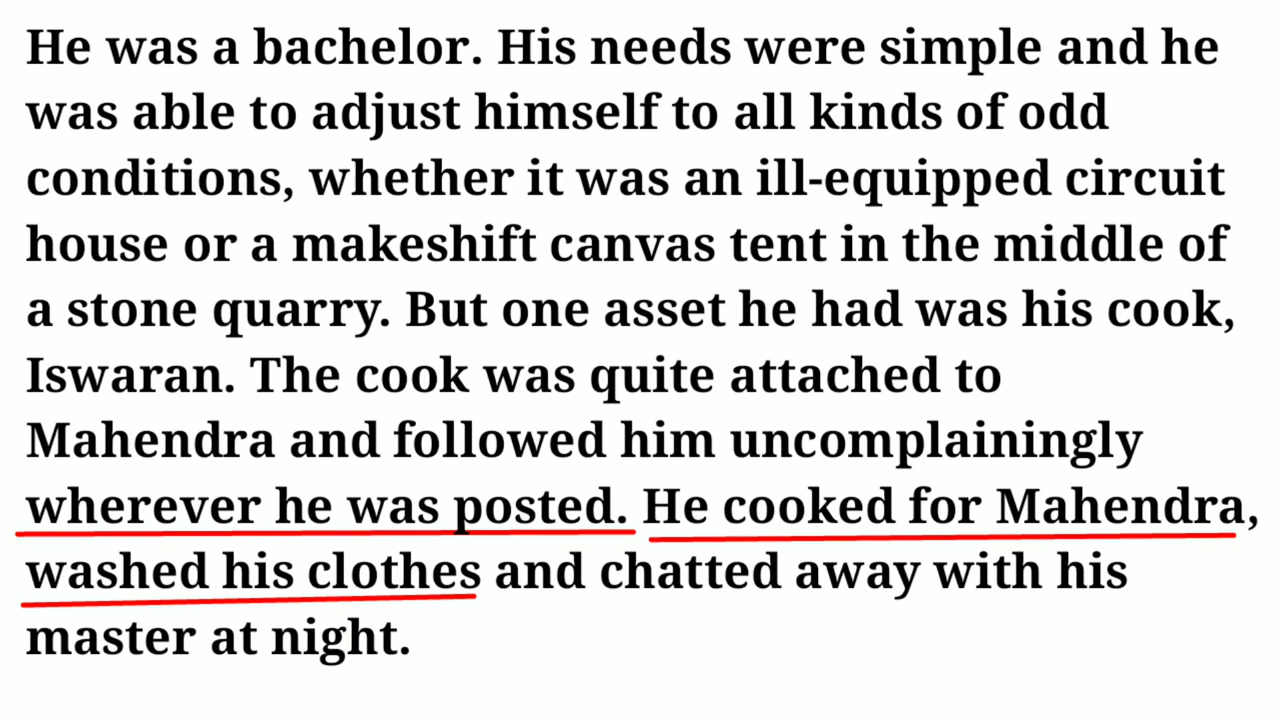 He was a bachelor. His needs were simple and he
was able to adjust himself to all kinds of odd
conditions, whether it was an ill-equipped circuit
house or a makeshift canvas tent in the middle of
a stone quarry. But one asset he had was his cook,
Iswaran. The cook was quite attached to
Mahendra and followed him uncomplainingly
wherever he was posted. He cooked for Mahendra,
washed his clothes and chatted away with his
master at night.